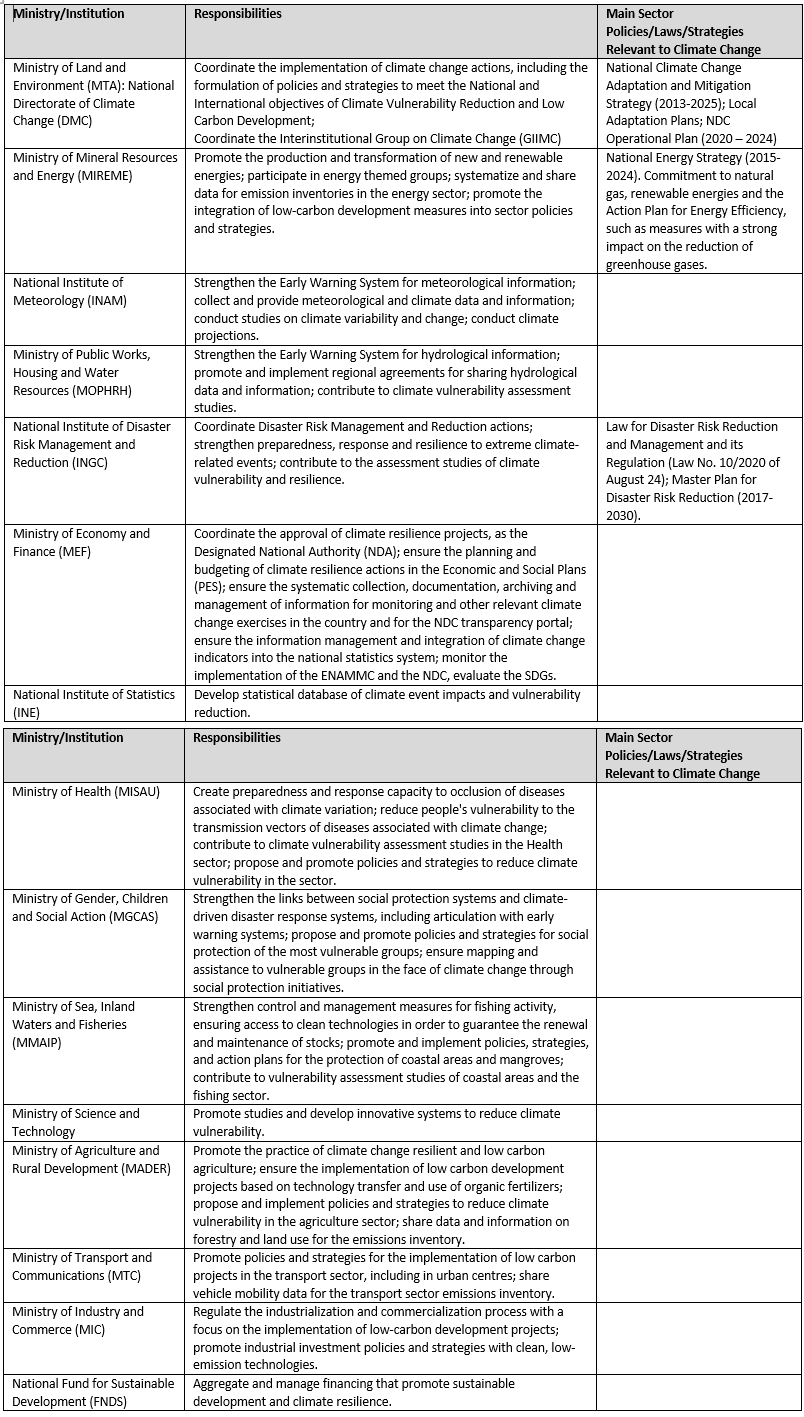 Ministry/Institution
Responsibilities
Main Sector
Policies/Laws/Strategies
Relevant to Climate Change
Ministry of Land and
Environment (MTA): National
Directorate of Climate
Change (DMC)
Coordinate the implementation of climate change actions, including the
formulation of policies and strategies to meet the National and
International objectives of Climate Vulnerability Reduction and Low
Carbon Development;
Coordinate the Interinstitutional Group on Climate Change (GIIMC)
National Climate Change
Adaptation and Mitigation
Strategy (2013-2025); Local
Adaptation Plans; NDC
Operational Plan (2020 – 2024)
Ministry of Mineral Resources
and Energy (MIREME)
Promote the production and transformation of new and renewable
energies; participate in energy themed groups; systematize and share
data for emission inventories in the energy sector; promote the
integration of low-carbon development measures into sector policies
and strategies.
National Energy Strategy (2015-
2024). Commitment to natural
gas, renewable energies and the
Action Plan for Energy Efficiency,
such as measures with a strong
impact on the reduction of
greenhouse gases.
National Institute of
Meteorology (INAM)
Strengthen the Early Warning System for meteorological information;
collect and provide meteorological and climate data and information;
conduct studies on climate variability and change; conduct climate
projections.
Ministry of Public Works,
Housing and Water
Resources (MOPHRH)
Strengthen the Early Warning System for hydrological information;
promote and implement regional agreements for sharing hydrological
data and information; contribute to climate vulnerability assessment
studies.
National Institute of Disaster
Risk Management and
Reduction (INGC)
Coordinate Disaster Risk Management and Reduction actions;
strengthen preparedness, response and resilience to extreme climate-
related events; contribute to the assessment studies of climate
vulnerability and resilience.
Law for Disaster Risk Reduction
and Management and its
Regulation (Law No. 10/2020 of
August 24); Master Plan for
Disaster Risk Reduction (2017-
2030).
Ministry of Economy and
Finance (MEF)
Coordinate the approval of climate resilience projects, as the
Designated National Authority (NDA); ensure the planning and
budgeting of climate resilience actions in the Economic and Social Plans
(PES); ensure the systematic collection, documentation, archiving and
management of information for monitoring and other relevant climate
change exercises in the country and for the NDC transparency portal;
ensure the information management and integration of climate change
indicators into the national statistics system; monitor the
implementation of the ENAMMC and the NDC, evaluate the SDGs.
National Institute of Statistics
(INE)
Develop statistical database of climate event impacts and vulnerability
reduction.
Ministry/Institution
Responsibilities
Main Sector
Policies/Laws/Strategies
Relevant to Climate Change
Ministry of Health (MISAU)
Create preparedness and response capacity to occlusion of diseases
associated with climate variation; reduce people's vulnerability to the
transmission vectors of diseases associated with climate change;
contribute to climate vulnerability assessment studies in the Health
sector; propose and promote policies and strategies to reduce climate
vulnerability in the sector.
Ministry of Gender, Children
and Social Action (MGCAS)
Strengthen the links between social protection systems and climate-
driven disaster response systems, including articulation with early
warning systems; propose and promote policies and strategies for social
protection of the most vulnerable groups; ensure mapping and
assistance to vulnerable groups in the face of climate change through
social protection initiatives.
Ministry of Sea, Inland
Waters and Fisheries
(MMAIP)
Strengthen control and management measures for fishing activity,
ensuring access to clean technologies in order to guarantee the renewal
and maintenance of stocks; promote and implement policies, strategies,
and action plans for the protection of coastal areas and mangroves;
contribute to vulnerability assessment studies of coastal areas and the
fishing sector.
Ministry of Science and
Technology
Promote studies and develop innovative systems to reduce climate
vulnerability.
Ministry of Agriculture and
Rural Development (MADER)
Promote the practice of climate change resilient and low carbon
agriculture; ensure the implementation of low carbon development
projects based on technology transfer and use of organic fertilizers;
propose and implement policies and strategies to reduce climate
vulnerability in the agriculture sector; share data and information on
forestry and land use for the emissions inventory.
Ministry of Transport and
Communications (MTC)
Promote policies and strategies for the implementation of low carbon
projects in the transport sector, including in urban centres; share
vehicle mobility data for the transport sector emissions inventory.
Ministry of Industry and
Commerce (MIC)
Regulate the industrialization and commercialization process with a
focus on the implementation of low-carbon development projects;
promote industrial investment policies and strategies with clean, low-
emission technologies.
National Fund for Sustainable
Development (FNDS)
Aggregate and manage financing that promote sustainable
development and climate resilience.